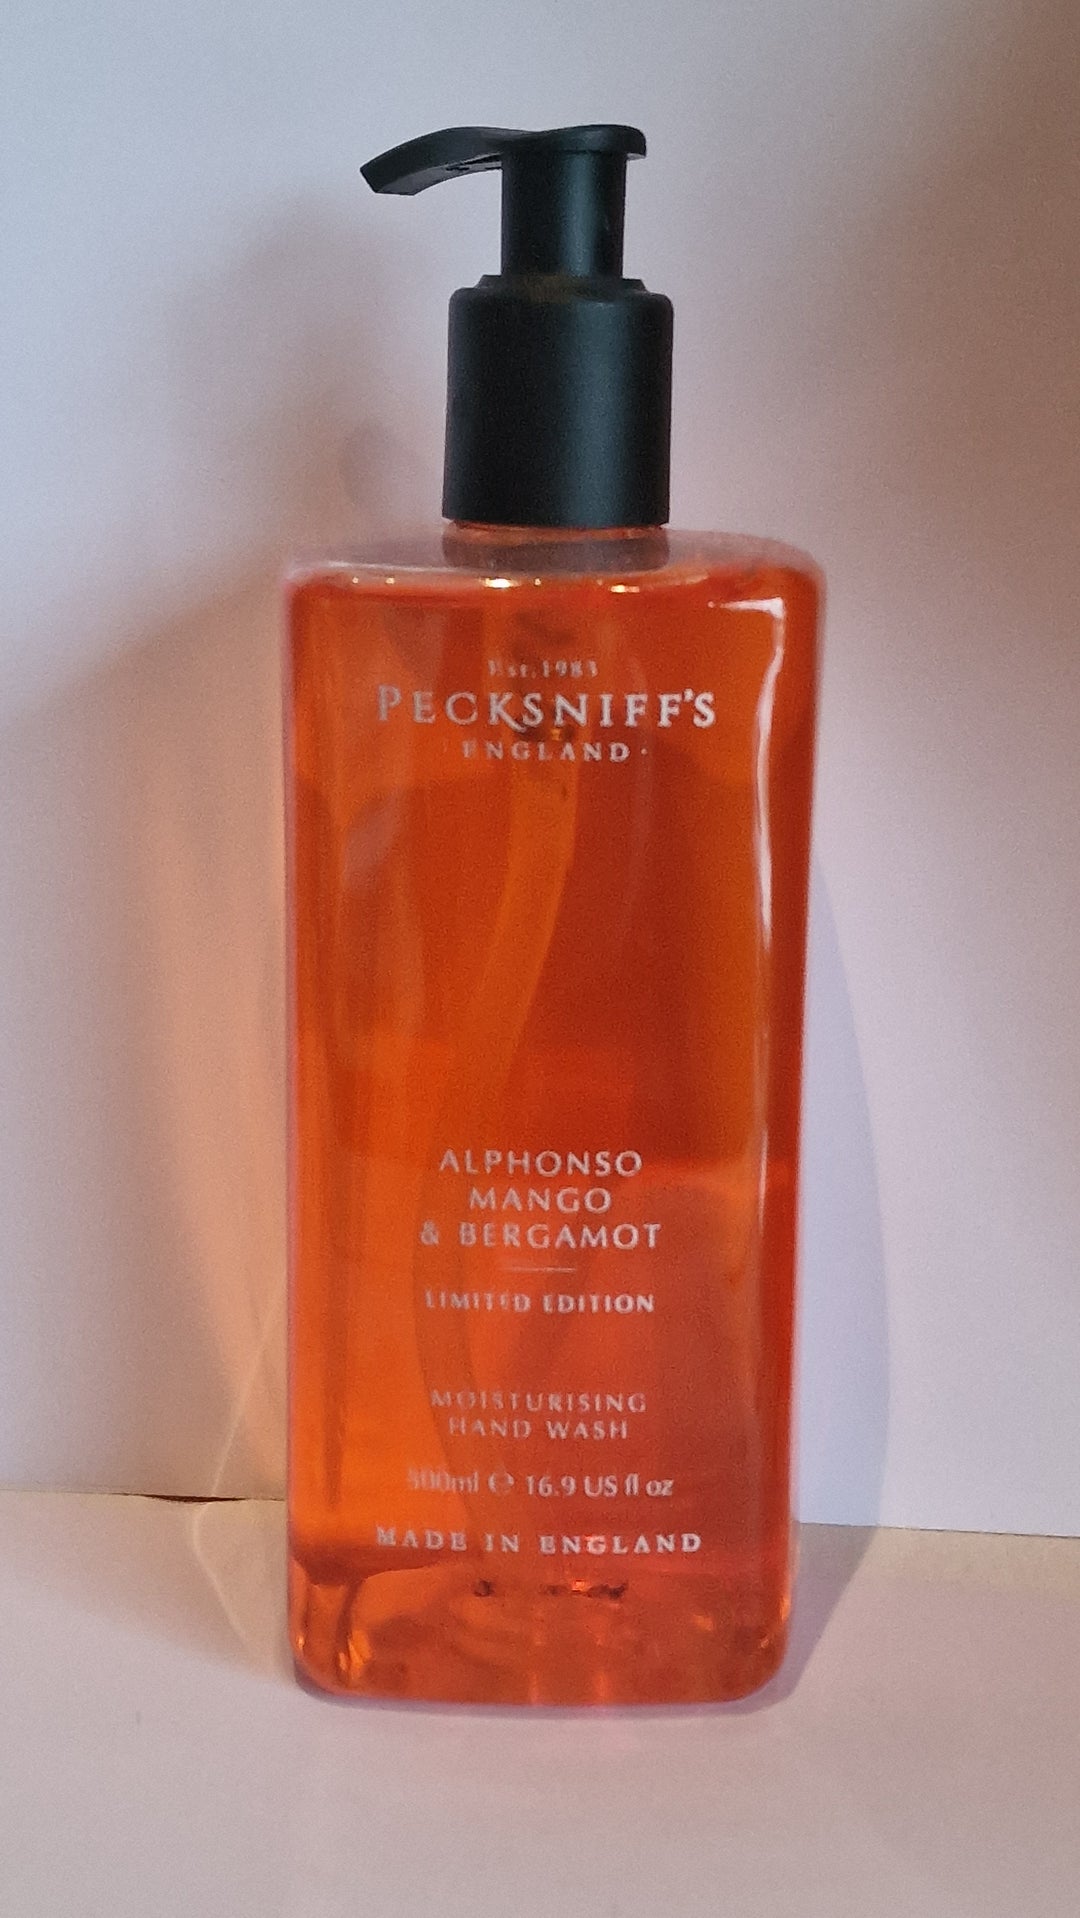 Est. 1983
PECKSNIFF'S
· ENGLAND ·
ALPHONSO
MANGO
& BERGAMOT
LIMITED EDITION
MOISTURISING
HAND WASH
500ml ℮ 16.9 US fl oz
MADE IN ENGLAND